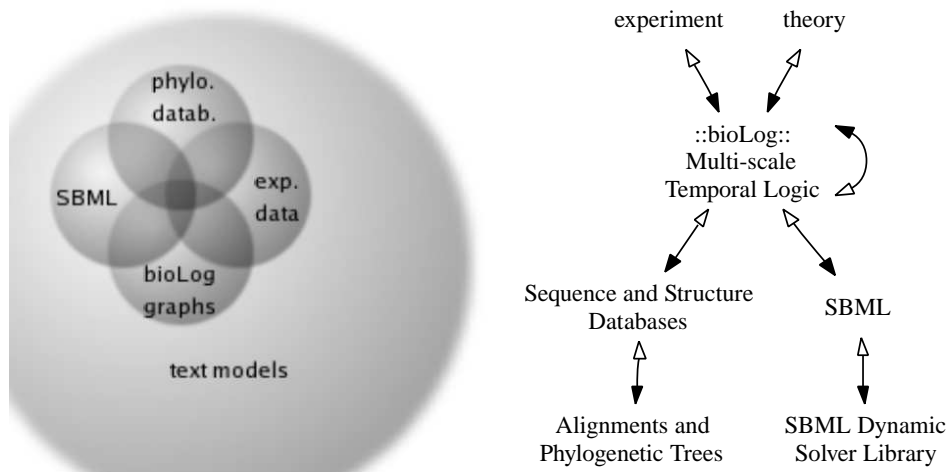 phylo.
datab.
SBML
exp.
data
bioLog
graphs
text models
experiment
theory
::bioLog::
Multi-scale
Temporal Logic
Sequence and Structure
Databases
SBML
Alignments and
Phylogenetic Trees
SBML Dynamic
Solver Library